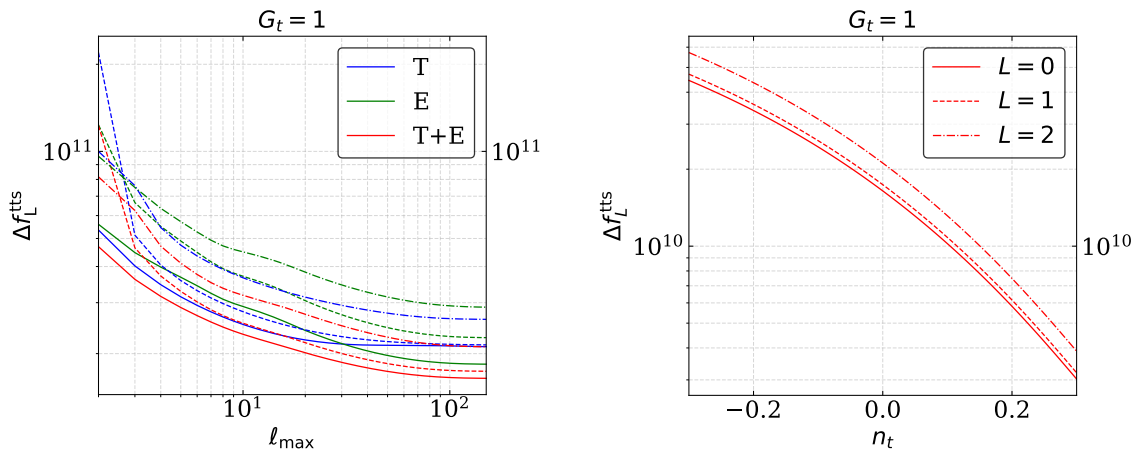 G_t = 1
T
E
T+E
10^11
10^11
Δf_L^tts
10^1
10^2
ℓ_max
G_t = 1
L = 0
L = 1
L = 2
10^10
10^10
Δf_L^tts
−0.2
0.0
0.2
n_t